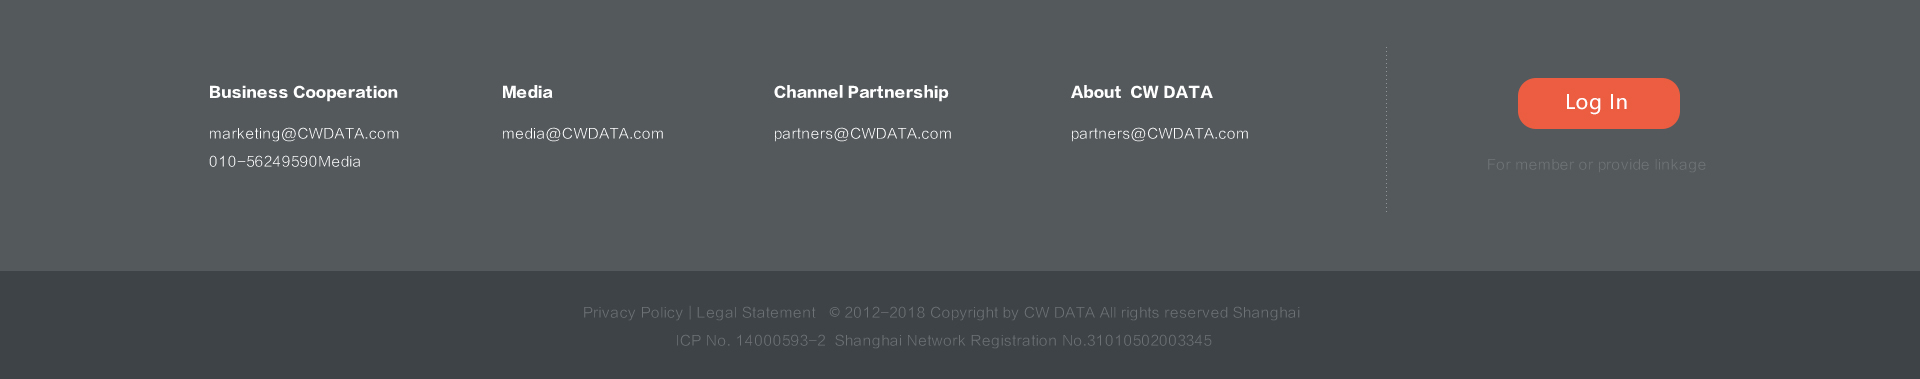 Business Cooperation
marketing@CWDATA.com
010-56249590Media
Media
media@CWDATA.com
Channel Partnership
partners@CWDATA.com
About CW DATA
partners@CWDATA.com
Log In
For member or provide linkage
Privacy Policy | Legal Statement © 2012-2018 Copyright by CW DATA All rights reserved Shanghai
ICP No. 14000593-2 Shanghai Network Registration No.31010502003345